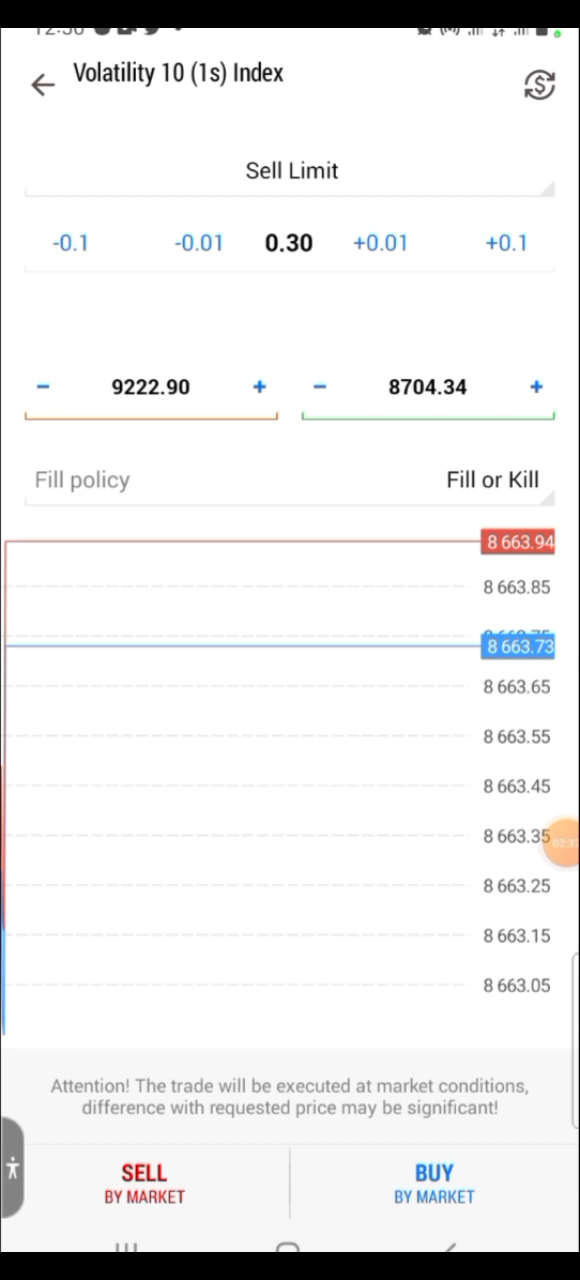 12:50
Volatility 10 (1s) Index
Sell Limit
-0.1 -0.01 0.30 +0.01 +0.1
- 9222.90 + - 8704.34 +
Fill policy Fill or Kill
8 663.94
8 663.85
8 663.73
8 663.65
8 663.55
8 663.45
8 663.35
8 663.25
8 663.15
8 663.05
Attention! The trade will be executed at market conditions,
difference with requested price may be significant!
SELL BUY
BY MARKET BY MARKET